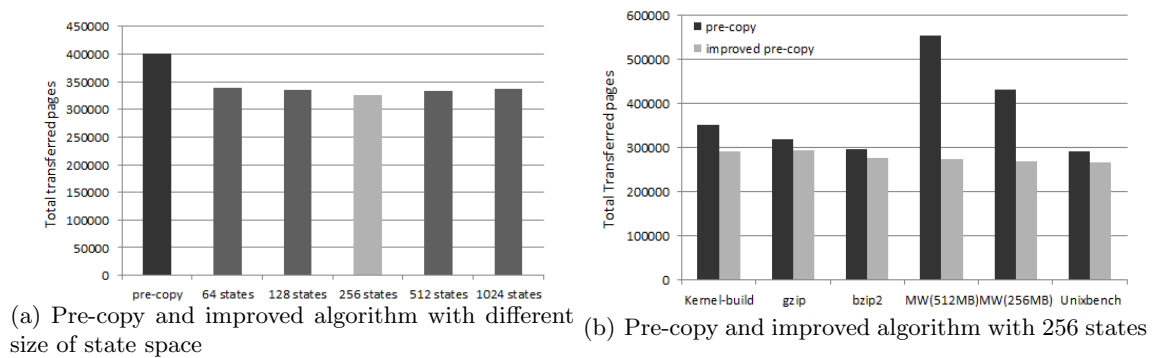 450000
400000
350000
300000
250000
200000
150000
100000
50000
0
Total transferred pages
pre-copy 64 states 128 states 256 states 512 states 1024 states
(a) Pre-copy and improved algorithm with different
size of state space
600000
500000
400000
300000
200000
100000
0
Total Transferred pages
pre-copy
improved pre-copy
Kernel-build gzip bzip2 MW(512MB) MW(256MB) Unixbench
(b) Pre-copy and improved algorithm with 256 states